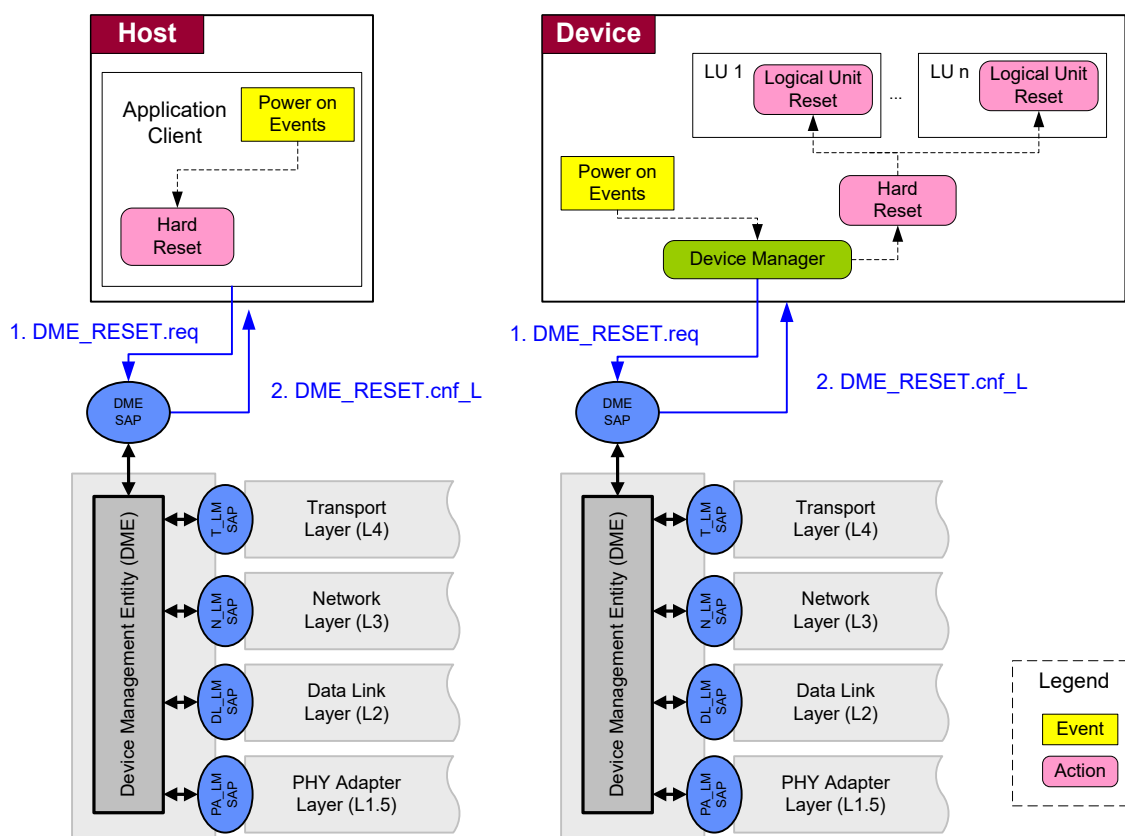 Host
Application
Client
Power on
Events
Hard
Reset
1. DME_RESET.req
2. DME_RESET.cnf_L
DME
SAP
Device Management Entity (DME)
T_LM
SAP
Transport
Layer (L4)
N_LM
SAP
Network
Layer (L3)
DL_LM
SAP
Data Link
Layer (L2)
PA_LM
SAP
PHY Adapter
Layer (L1.5)
Device
LU 1
Logical Unit
Reset
...
LU n
Logical Unit
Reset
Power on
Events
Hard
Reset
Device Manager
1. DME_RESET.req
2. DME_RESET.cnf_L
DME
SAP
Device Management Entity (DME)
T_LM
SAP
Transport
Layer (L4)
N_LM
SAP
Network
Layer (L3)
DL_LM
SAP
Data Link
Layer (L2)
PA_LM
SAP
PHY Adapter
Layer (L1.5)
Legend
Event
Action